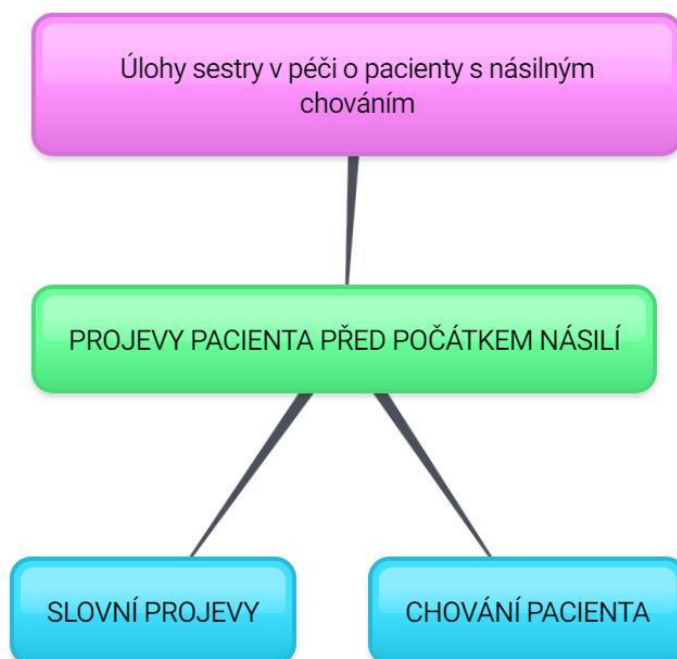 Úlohy sestry v péči o pacienty s násilným
chováním
PROJEVY PACIENTA PŘED POČÁTKEM NÁSILÍ
SLOVNÍ PROJEVY
CHOVÁNÍ PACIENTA